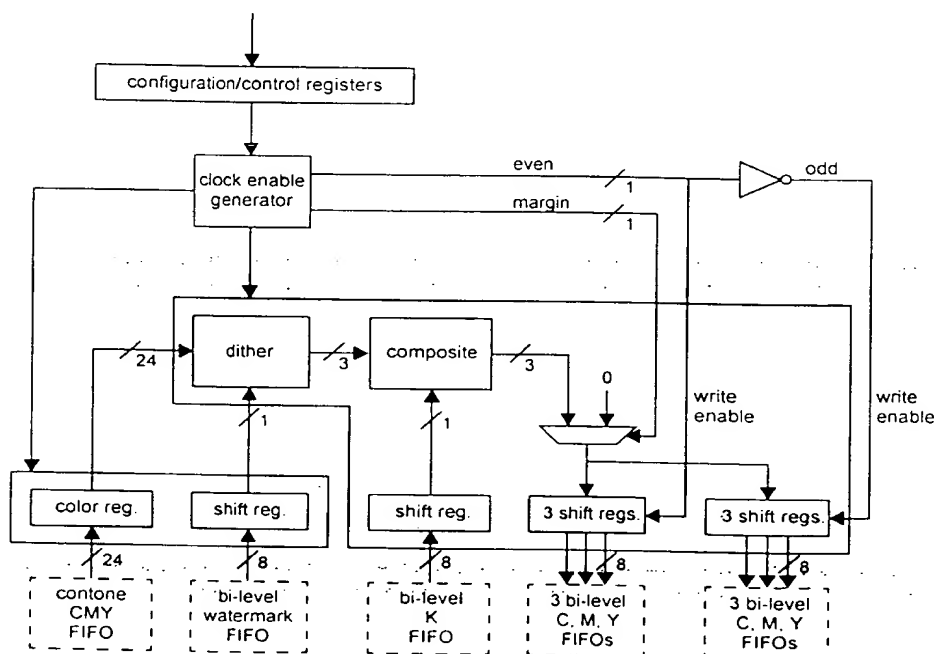 configuration/control registers
clock enable
generator
even
1
odd
margin
1
24
dither
3
composite
3
0
1
1
write
enable
write
enable
color reg.
shift reg.
shift reg.
3 shift regs.
3 shift regs.
24
8
8
8
8
contone
CMY
FIFO
bi-level
watermark
FIFO
bi-level
K
FIFO
3 bi-level
C, M, Y
FIFOs
3 bi-level
C, M, Y
FIFOs